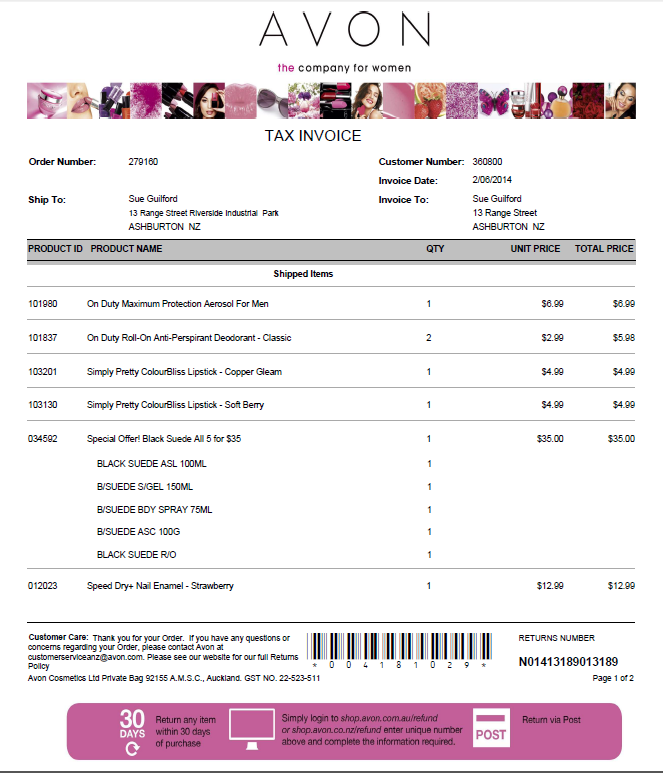 AVON
the company for women
TAX INVOICE
Order Number: 279160 Customer Number: 360800
Invoice Date: 2/06/2014
Ship To: Sue Guilford Invoice To: Sue Guilford
13 Range Street Riverside Industrial Park 13 Range Street
ASHBURTON NZ ASHBURTON NZ
PRODUCT ID PRODUCT NAME QTY UNIT PRICE TOTAL PRICE
Shipped Items
101980 On Duty Maximum Protection Aerosol For Men 1 $6.99 $6.99
101837 On Duty Roll-On Anti-Perspirant Deodorant - Classic 2 $2.99 $5.98
103201 Simply Pretty ColourBliss Lipstick - Copper Gleam 1 $4.99 $4.99
103130 Simply Pretty ColourBliss Lipstick - Soft Berry 1 $4.99 $4.99
034592 Special Offer! Black Suede All 5 for $35 1 $35.00 $35.00
BLACK SUEDE ASL 100ML 1
B/SUEDE S/GEL 150ML 1
B/SUEDE BDY SPRAY 75ML 1
B/SUEDE ASC 100G 1
BLACK SUEDE R/O 1
012023 Speed Dry+ Nail Enamel - Strawberry 1 $12.99 $12.99
Customer Care: Thank you for your Order. If you have any questions or
concerns regarding your Order, please contact Avon at
customerserviceanz@avon.com. Please see our website for our full Returns
Policy
Avon Cosmetics Ltd Private Bag 92155 A.M.S.C., Auckland. GST NO. 22-523-511
* 0 0 4 1 8 1 0 2 9 *
RETURNS NUMBER
N01413189013189
Page 1 of 2
30
DAYS
Return any item
within 30 days
of purchase
Simply login to shop.avon.com.au/refund
or shop.avon.co.nz/refund enter unique number
above and complete the information required.
POST
Return via Post